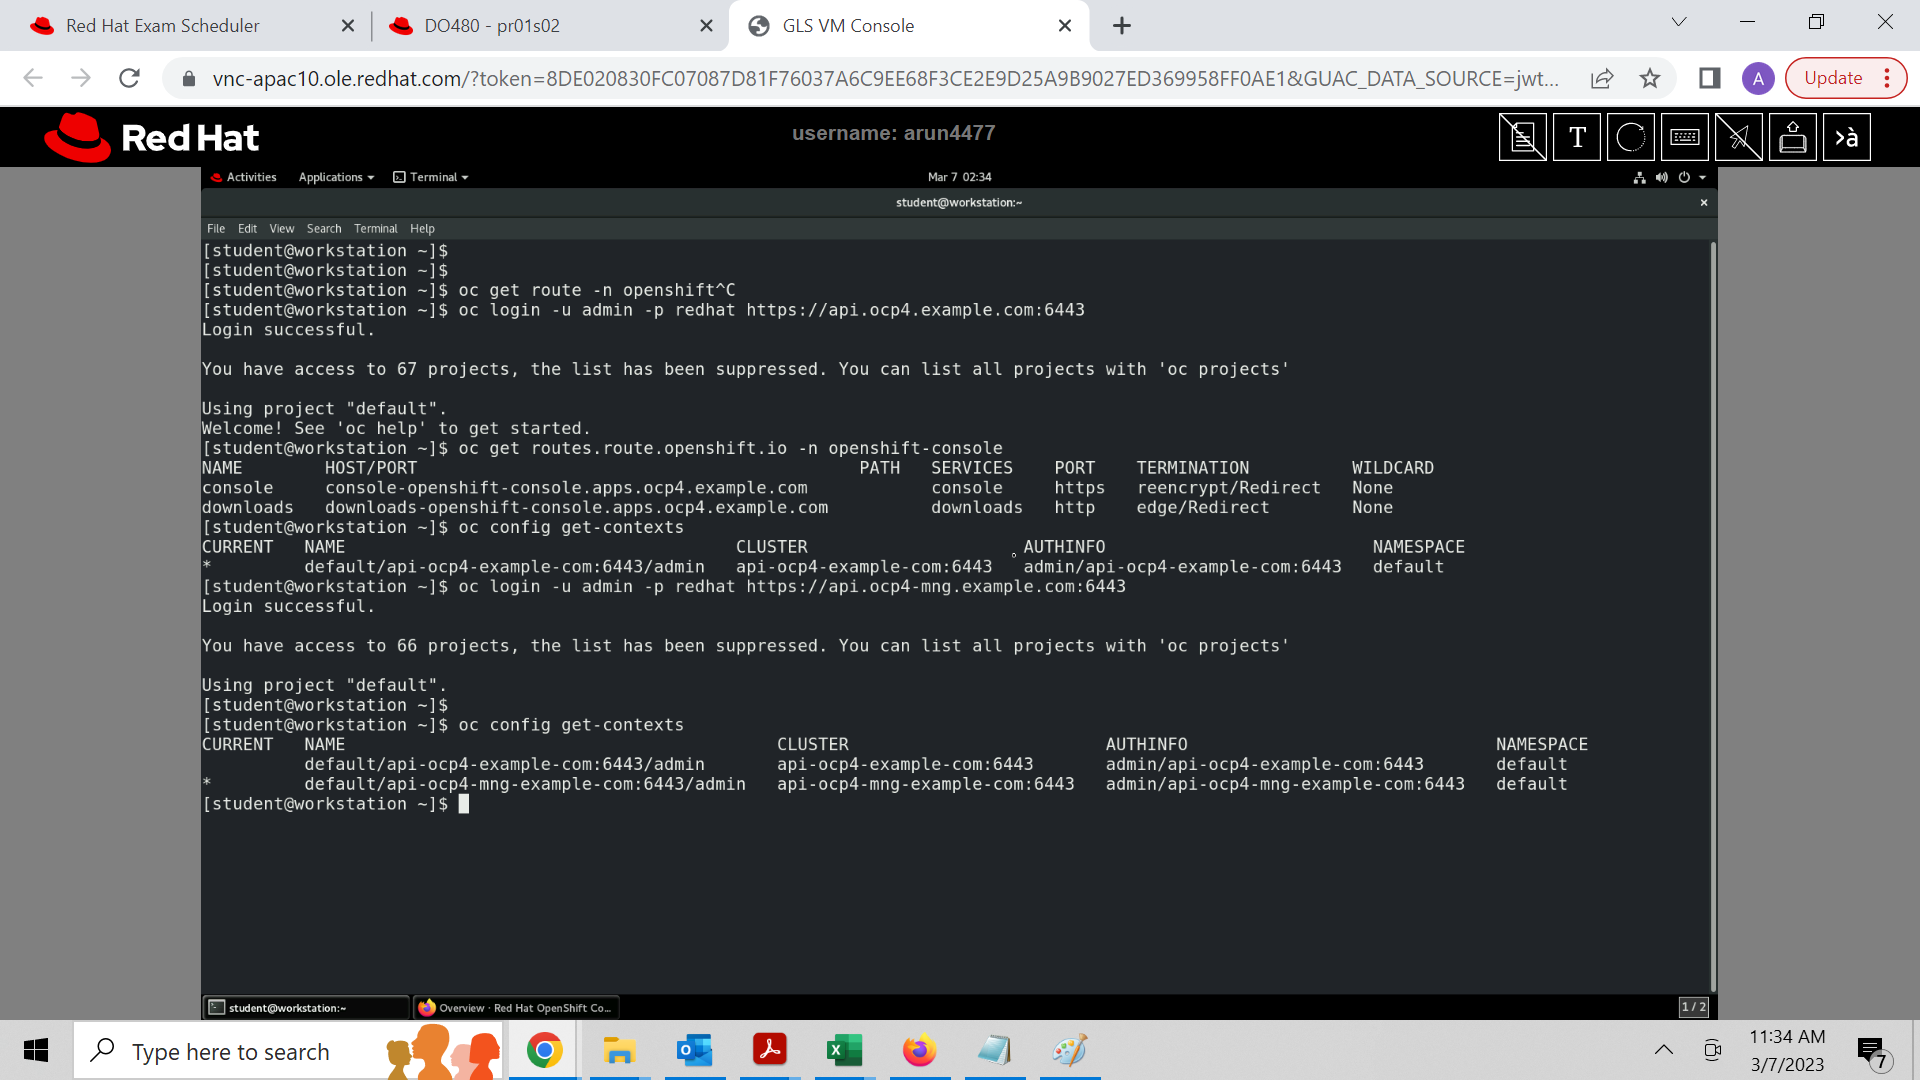 Red Hat Exam Scheduler
DO480 - pr01s02
GLS VM Console
vnc-apac10.ole.redhat.com/?token=8DE020830FC07087D81F76037A6C9EE68F3CE2E9D25A9B9027ED369958FF0AE1&GUAC_DATA_SOURCE=jwt...
A
Update
Red Hat
username: arun4477
T
>à
Activities Applications Terminal
Mar 7 02:34
student@workstation:~
File Edit View Search Terminal Help
[student@workstation ~]$
[student@workstation ~]$
[student@workstation ~]$ oc get route -n openshift^C
[student@workstation ~]$ oc login -u admin -p redhat https://api.ocp4.example.com:6443
Login successful.
You have access to 67 projects, the list has been suppressed. You can list all projects with 'oc projects'
Using project "default".
Welcome! See 'oc help' to get started.
[student@workstation ~]$ oc get routes.route.openshift.io -n openshift-console
NAME HOST/PORT PATH SERVICES PORT TERMINATION WILDCARD
console console-openshift-console.apps.ocp4.example.com console https reencrypt/Redirect None
downloads downloads-openshift-console.apps.ocp4.example.com downloads http edge/Redirect None
[student@workstation ~]$ oc config get-contexts
CURRENT NAME CLUSTER AUTHINFO NAMESPACE
* default/api-ocp4-example-com:6443/admin api-ocp4-example-com:6443 admin/api-ocp4-example-com:6443 default
[student@workstation ~]$ oc login -u admin -p redhat https://api.ocp4-mng.example.com:6443
Login successful.
You have access to 66 projects, the list has been suppressed. You can list all projects with 'oc projects'
Using project "default".
[student@workstation ~]$
[student@workstation ~]$ oc config get-contexts
CURRENT NAME CLUSTER AUTHINFO NAMESPACE
default/api-ocp4-example-com:6443/admin api-ocp4-example-com:6443 admin/api-ocp4-example-com:6443 default
* default/api-ocp4-mng-example-com:6443/admin api-ocp4-mng-example-com:6443 admin/api-ocp4-mng-example-com:6443 default
[student@workstation ~]$
student@workstation:~
Overview · Red Hat OpenShift Co...
1 / 2
Type here to search
11:34 AM
3/7/2023
7